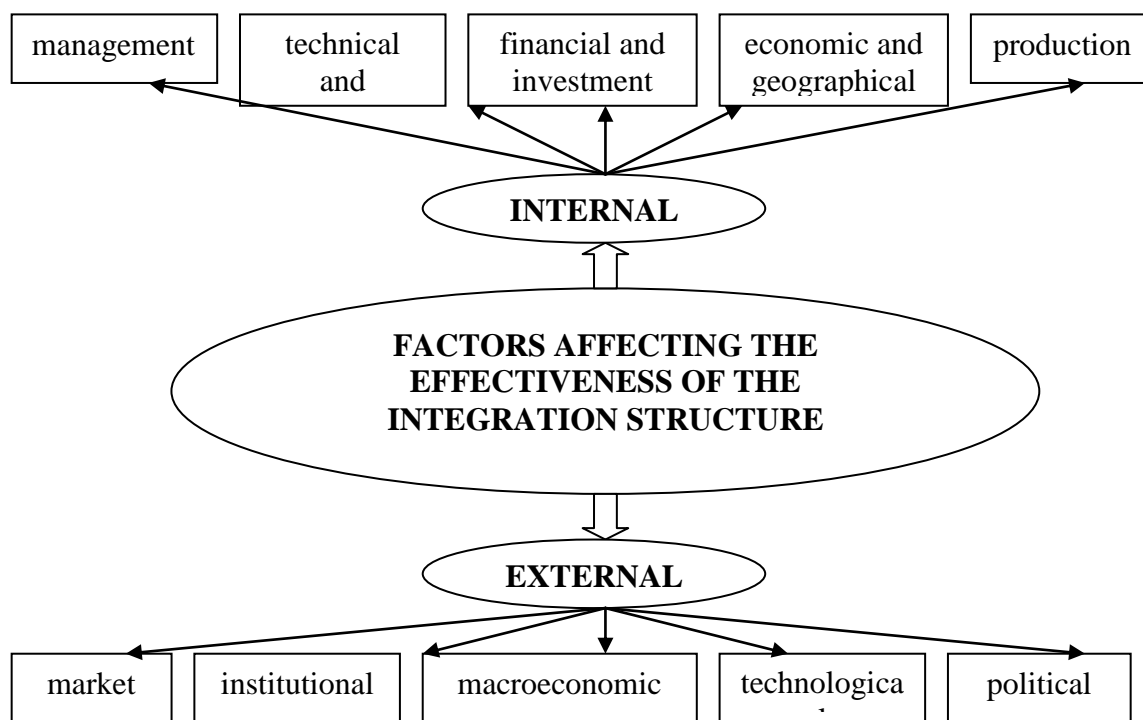 management
technical and
financial and
investment
economic and
geographical
production
INTERNAL
FACTORS AFFECTING THE
EFFECTIVENESS OF THE
INTEGRATION STRUCTURE
EXTERNAL
market
institutional
macroeconomic
technologica
political